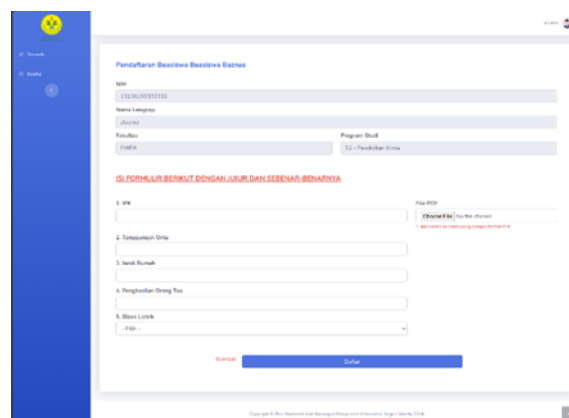 Beranda
Pendaftaran Beasiswa Beasiswa Baznas
NIM
Nama Lengkap
Fakultas
Program Studi
FMIPA
S1 - Pendidikan Kimia
ISI FORMULIR BERIKUT DENGAN JUJUR DAN SEBENAR-BENARNYA
1. IPK
File PDF
Choose File No file chosen
2. Tanggungan Ortu
3. Jarak Rumah
4. Penghasilan Orang Tua
5. Biaya Listrik
- Pilih -
Kembali
Daftar